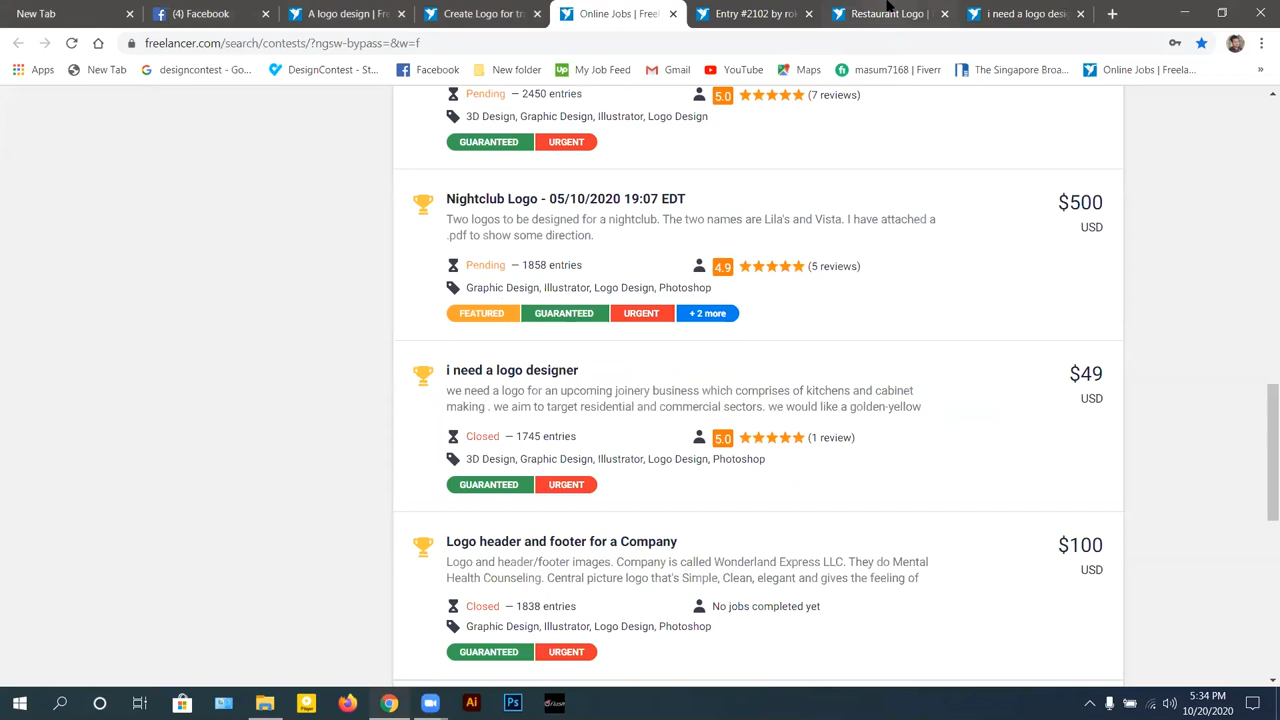 New Tab
(4) Facebook
A logo design | Fre
Create Logo for tra
Online Jobs | Freel
Entry #2102 by rok
Restaurant Logo |
i need a logo desig
freelancer.com/search/contests/?ngsw-bypass=&w=f
Apps
New Tab
designcontest - Go...
DesignContest - St...
Facebook
New folder
My Job Feed
Gmail
YouTube
Maps
masum7168 | Fiverr
The Singapore Broa...
Online Jobs | Freela...
Pending — 2450 entries
5.0 (7 reviews)
3D Design, Graphic Design, Illustrator, Logo Design
GUARANTEED URGENT
Nightclub Logo - 05/10/2020 19:07 EDT
$500
Two logos to be designed for a nightclub. The two names are Lila's and Vista. I have attached a
USD
.pdf to show some direction.
Pending — 1858 entries
4.9 (5 reviews)
Graphic Design, Illustrator, Logo Design, Photoshop
FEATURED GUARANTEED URGENT + 2 more
i need a logo designer
$49
we need a logo for an upcoming joinery business which comprises of kitchens and cabinet
USD
making . we aim to target residential and commercial sectors. we would like a golden-yellow
Closed — 1745 entries
5.0 (1 review)
3D Design, Graphic Design, Illustrator, Logo Design, Photoshop
GUARANTEED URGENT
Logo header and footer for a Company
$100
Logo and header/footer images. Company is called Wonderland Express LLC. They do Mental
USD
Health Counseling. Central picture logo that's Simple, Clean, elegant and gives the feeling of
Closed — 1838 entries
No jobs completed yet
Graphic Design, Illustrator, Logo Design, Photoshop
GUARANTEED URGENT
Ai
Ps
5:34 PM
10/20/2020